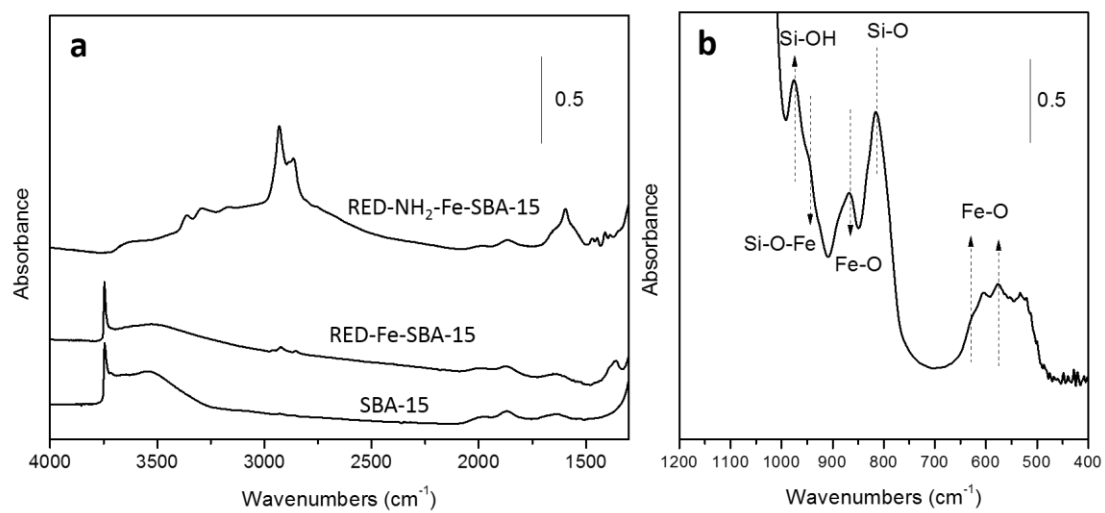 a
0.5
RED-NH₂-Fe-SBA-15
RED-Fe-SBA-15
SBA-15
Absorbance
4000 3500 3000 2500 2000 1500
Wavenumbers (cm⁻¹)
b
Si-OH
Si-O
0.5
Si-O-Fe
Fe-O
Fe-O
Absorbance
1200 1100 1000 900 800 700 600 500 400
Wavenumbers (cm⁻¹)